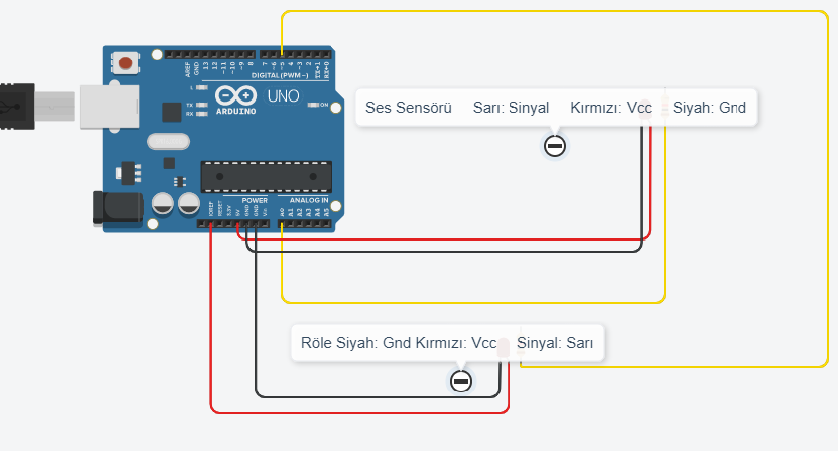 AREF
GND
13
12
~11
~10
~9
8
7
~6
~5
4
~3
2
TX→1
RX←0
DIGITAL (PWM~)
L
TX
RX
UNO
ARDUINO
ON
Ses Sensörü Sarı: Sinyal Kırmızı: Vcc Siyah: Gnd
POWER
ANALOG IN
IOREF
RESET
3.3V
5V
GND
GND
Vin
A0
A1
A2
A3
A4
A5
Röle Siyah: Gnd Kırmızı: Vcc Sinyal: Sarı